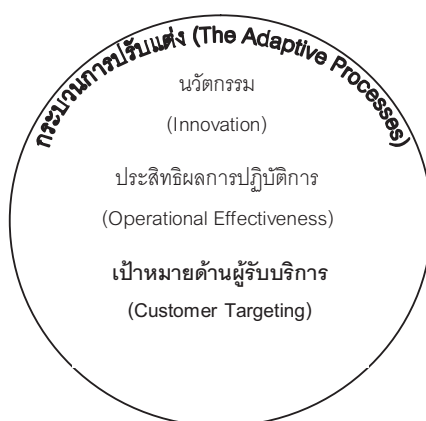 กระบวนการปรับแต่ง (The Adaptive Processes)
นวัตกรรม
(Innovation)
ประสิทธิผลการปฏิบัติการ
(Operational Effectiveness)
เป้าหมายด้านผู้รับบริการ
(Customer Targeting)